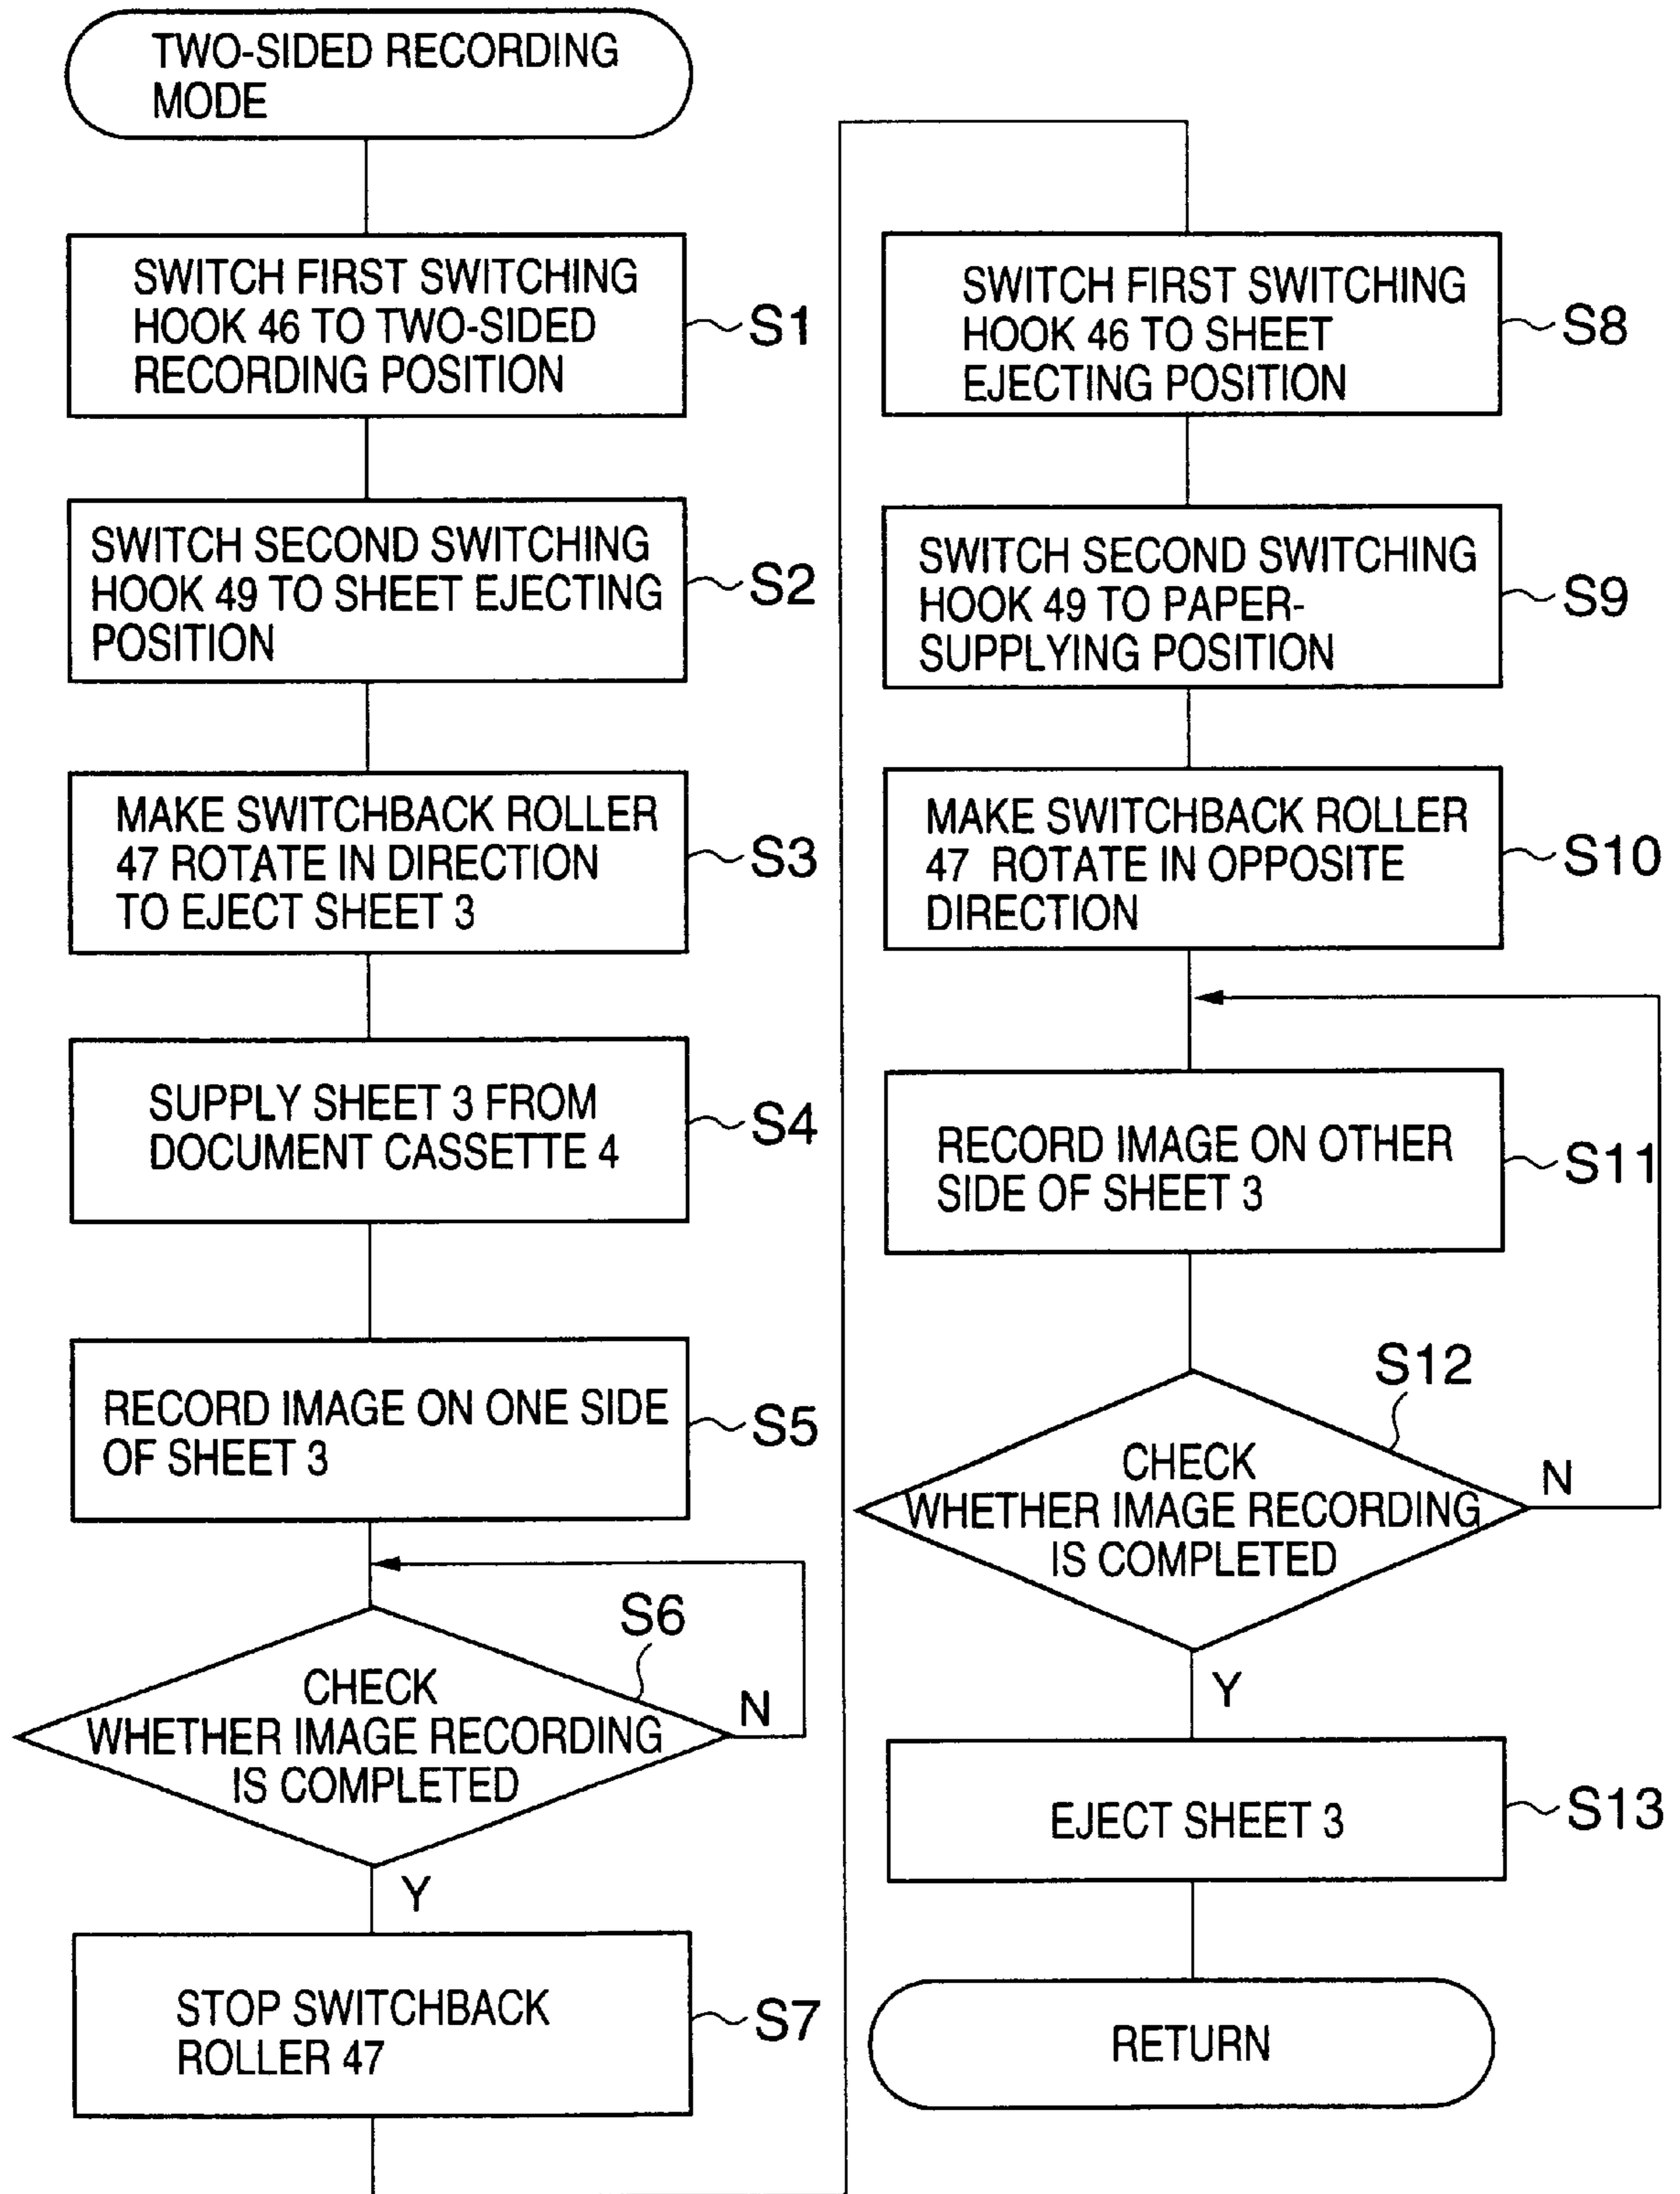 TWO-SIDED RECORDING
MODE
SWITCH FIRST SWITCHING
HOOK 46 TO TWO-SIDED
RECORDING POSITION
S1
SWITCH SECOND SWITCHING
HOOK 49 TO SHEET EJECTING
POSITION
S2
MAKE SWITCHBACK ROLLER
47 ROTATE IN DIRECTION
TO EJECT SHEET 3
S3
SUPPLY SHEET 3 FROM
DOCUMENT CASSETTE 4
S4
RECORD IMAGE ON ONE SIDE
OF SHEET 3
S5
S6
CHECK
WHETHER IMAGE RECORDING
IS COMPLETED
N
Y
STOP SWITCHBACK
ROLLER 47
S7
SWITCH FIRST SWITCHING
HOOK 46 TO SHEET
EJECTING POSITION
S8
SWITCH SECOND SWITCHING
HOOK 49 TO PAPER-
SUPPLYING POSITION
S9
MAKE SWITCHBACK ROLLER
47 ROTATE IN OPPOSITE
DIRECTION
S10
RECORD IMAGE ON OTHER
SIDE OF SHEET 3
S11
S12
CHECK
WHETHER IMAGE RECORDING
IS COMPLETED
N
Y
EJECT SHEET 3
S13
RETURN